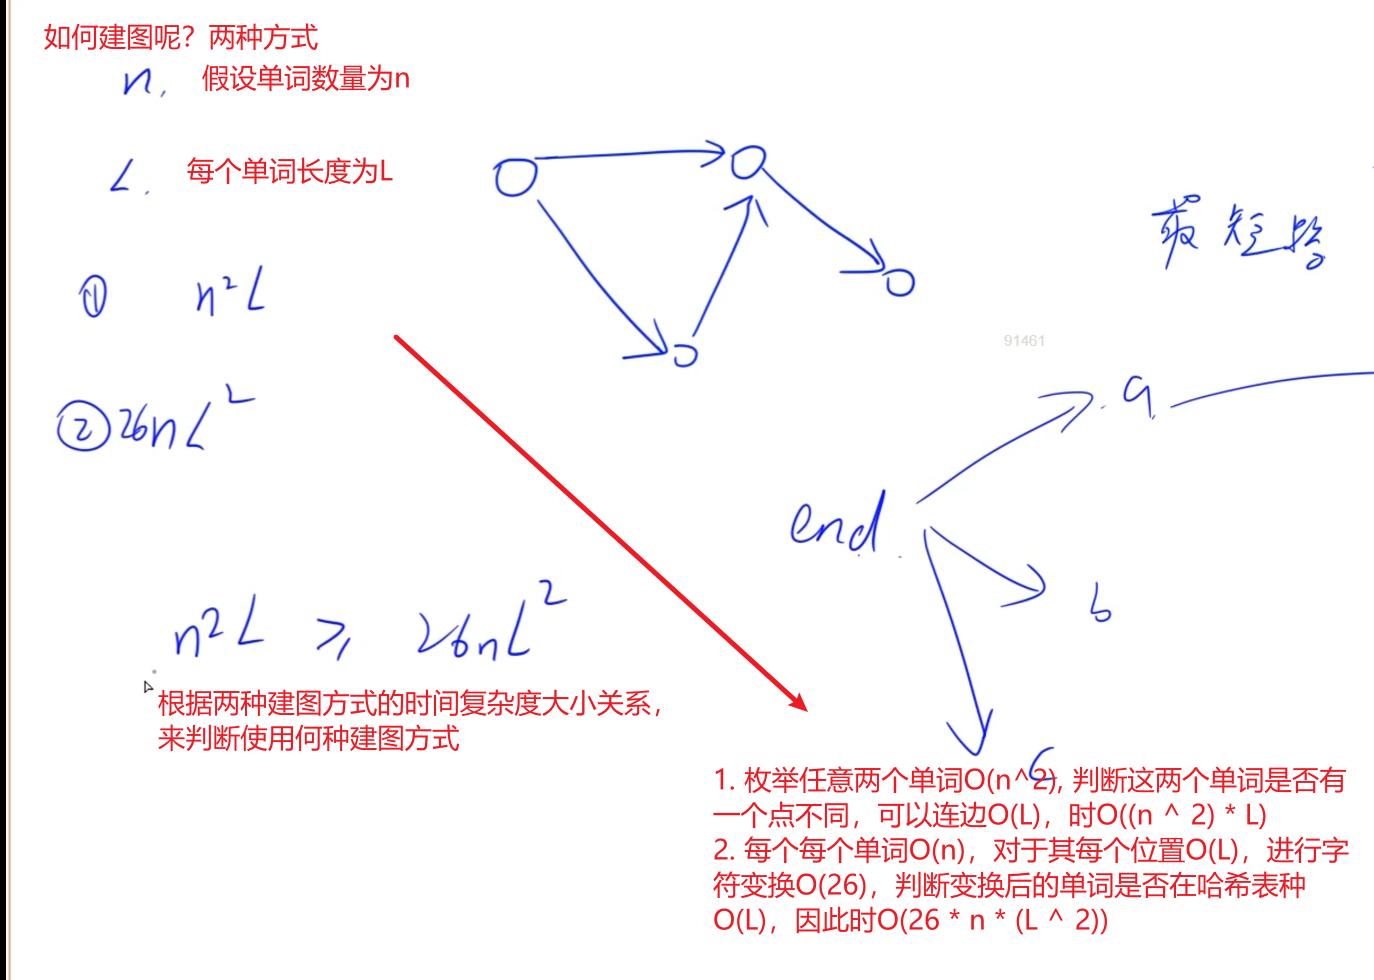 如何建图呢？两种方式
n. 假设单词数量为n
L. 每个单词长度为L
最短路
① n²L
91461
a
② 26nL²
end
b
n²L ≥ 26nL²
根据两种建图方式的时间复杂度大小关系，
来判断使用何种建图方式
c
1. 枚举任意两个单词O(n^2), 判断这两个单词是否有
一个点不同，可以连边O(L)，时O((n ^ 2) * L)
2. 每个每个单词O(n)，对于其每个位置O(L)，进行字
符变换O(26)，判断变换后的单词是否在哈希表种
O(L)，因此时O(26 * n * (L ^ 2))